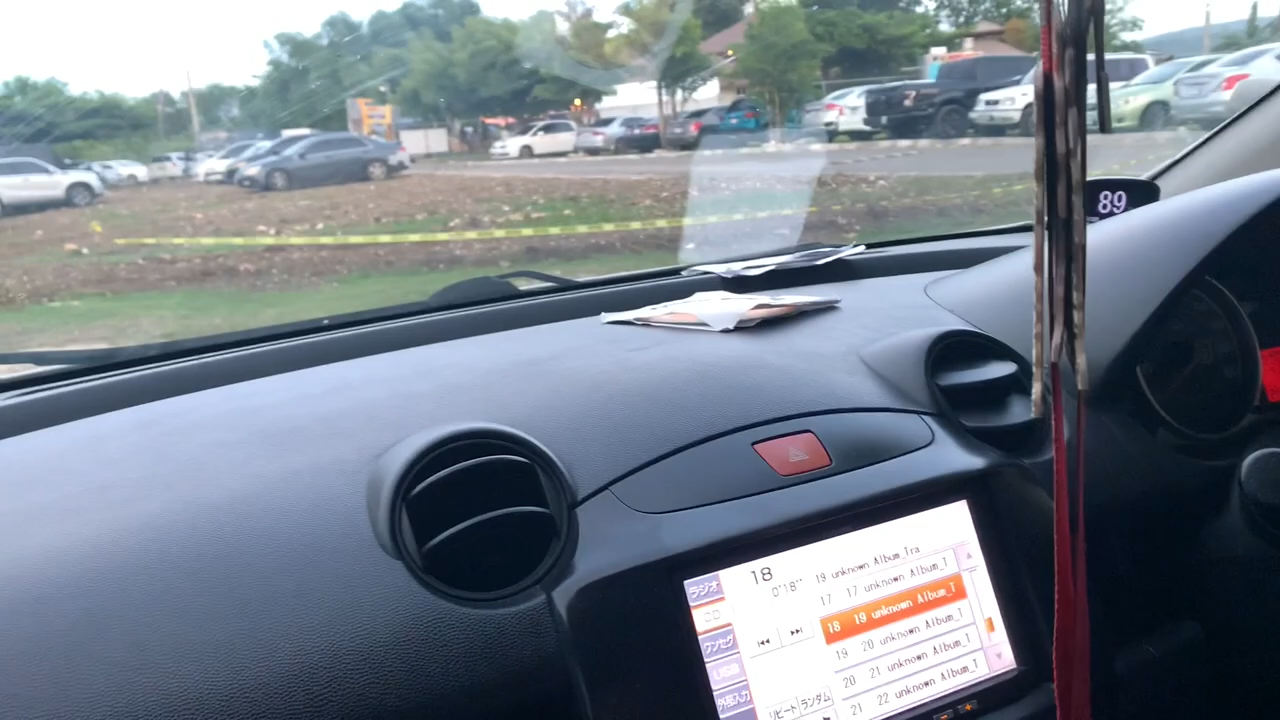 89
18
0'18"
19 unknown Album_Tra
17 17 unknown Album_T
18 19 unknown Album_T
19 20 unknown Album_T
20 21 unknown Album_T
21 22 unknown Album_T
ラジオ
CD
ワンセグ
USB
外部入力
リピート
ランダム